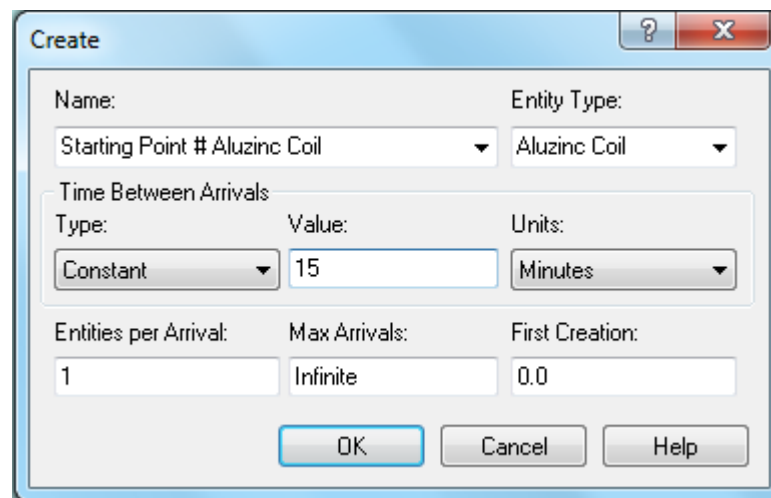 Create
Name: Entity Type:
Starting Point # Aluzinc Coil Aluzinc Coil
Time Between Arrivals
Type: Value: Units:
Constant 15 Minutes
Entities per Arrival: Max Arrivals: First Creation:
1 Infinite 0.0
OK Cancel Help